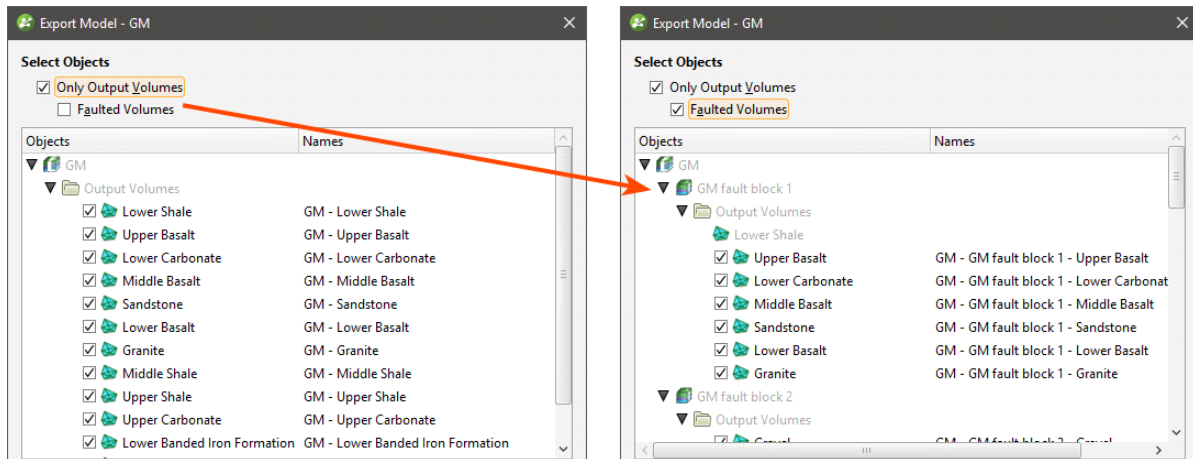 Export Model - GM
Select Objects
Only Output Volumes
Faulted Volumes
Objects Names
GM
Output Volumes
Lower Shale GM - Lower Shale
Upper Basalt GM - Upper Basalt
Lower Carbonate GM - Lower Carbonate
Middle Basalt GM - Middle Basalt
Sandstone GM - Sandstone
Lower Basalt GM - Lower Basalt
Granite GM - Granite
Middle Shale GM - Middle Shale
Upper Shale GM - Upper Shale
Upper Carbonate GM - Upper Carbonate
Lower Banded Iron Formation GM - Lower Banded Iron Formation
Export Model - GM
Select Objects
Only Output Volumes
Faulted Volumes
Objects Names
GM
GM fault block 1
Output Volumes
Lower Shale
Upper Basalt GM - GM fault block 1 - Upper Basalt
Lower Carbonate GM - GM fault block 1 - Lower Carbonat
Middle Basalt GM - GM fault block 1 - Middle Basalt
Sandstone GM - GM fault block 1 - Sandstone
Lower Basalt GM - GM fault block 1 - Lower Basalt
Granite GM - GM fault block 1 - Granite
GM fault block 2
Output Volumes